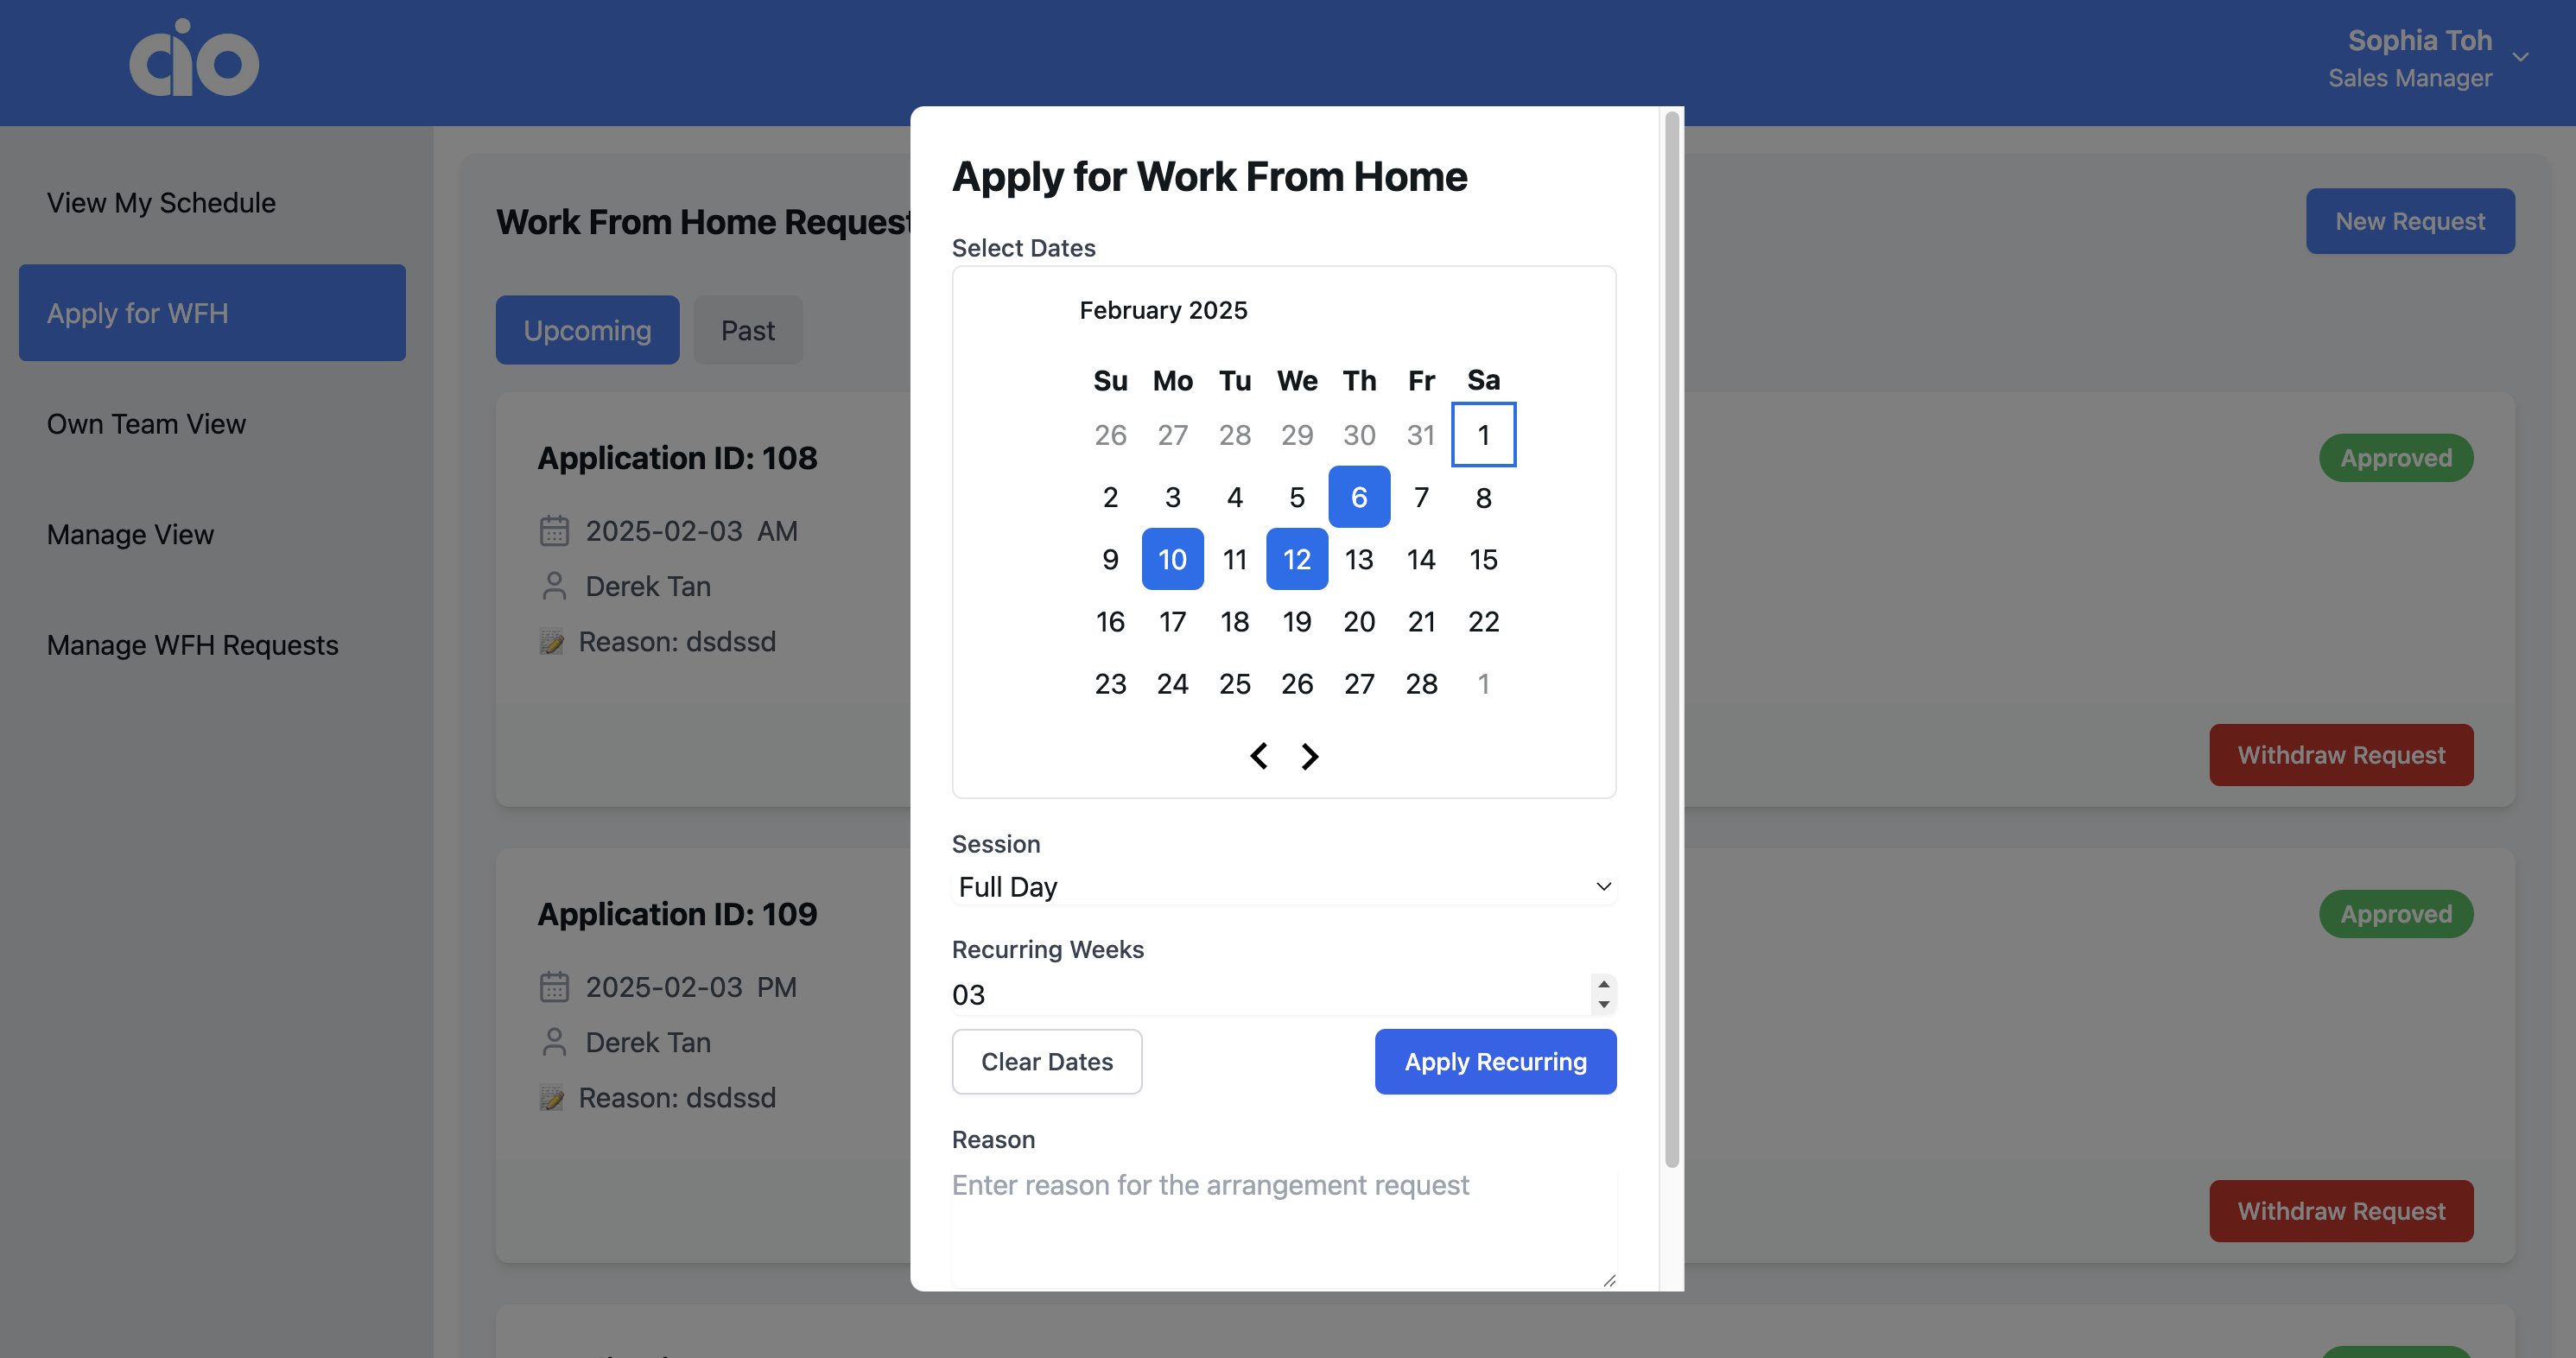 cio
Sophia Toh
Sales Manager
View My Schedule
Apply for WFH
Own Team View
Manage View
Manage WFH Requests
Work From Home Request
New Request
Upcoming
Past
Application ID: 108
Approved
2025-02-03 AM
Derek Tan
Reason: dsdssd
Withdraw Request
Application ID: 109
Approved
2025-02-03 PM
Derek Tan
Reason: dsdssd
Withdraw Request
Apply for Work From Home
Select Dates
February 2025
Su Mo Tu We Th Fr Sa
26 27 28 29 30 31 1
2 3 4 5 6 7 8
9 10 11 12 13 14 15
16 17 18 19 20 21 22
23 24 25 26 27 28 1
Session
Full Day
Recurring Weeks
03
Clear Dates
Apply Recurring
Reason
Enter reason for the arrangement request